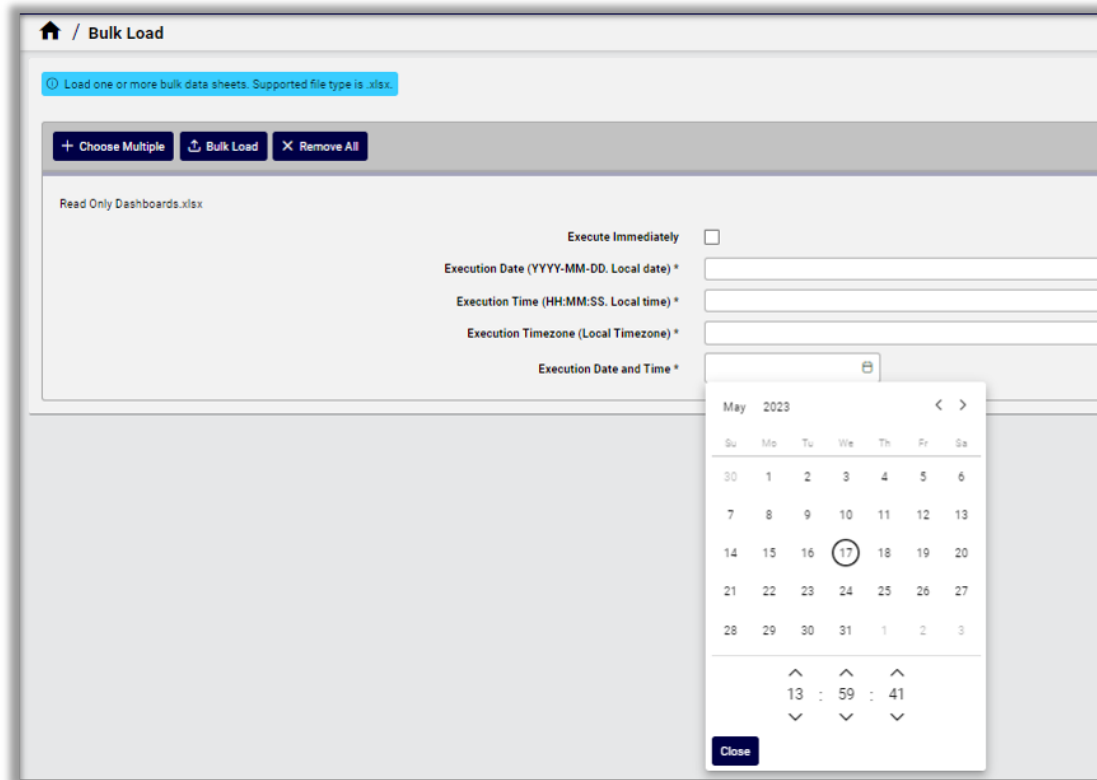 / Bulk Load
Load one or more bulk data sheets. Supported file type is .xlsx.
Choose Multiple Bulk Load Remove All
Read Only Dashboards.xlsx
Execute Immediately
Execution Date (YYYY-MM-DD. Local date) *
Execution Time (HH:MM:SS. Local time) *
Execution Timezone (Local Timezone) *
Execution Date and Time *
May 2023
Su Mo Tu We Th Fr Sa
30 1 2 3 4 5 6
7 8 9 10 11 12 13
14 15 16 17 18 19 20
21 22 23 24 25 26 27
28 29 30 31 1 2 3
13 : 59 : 41
Close